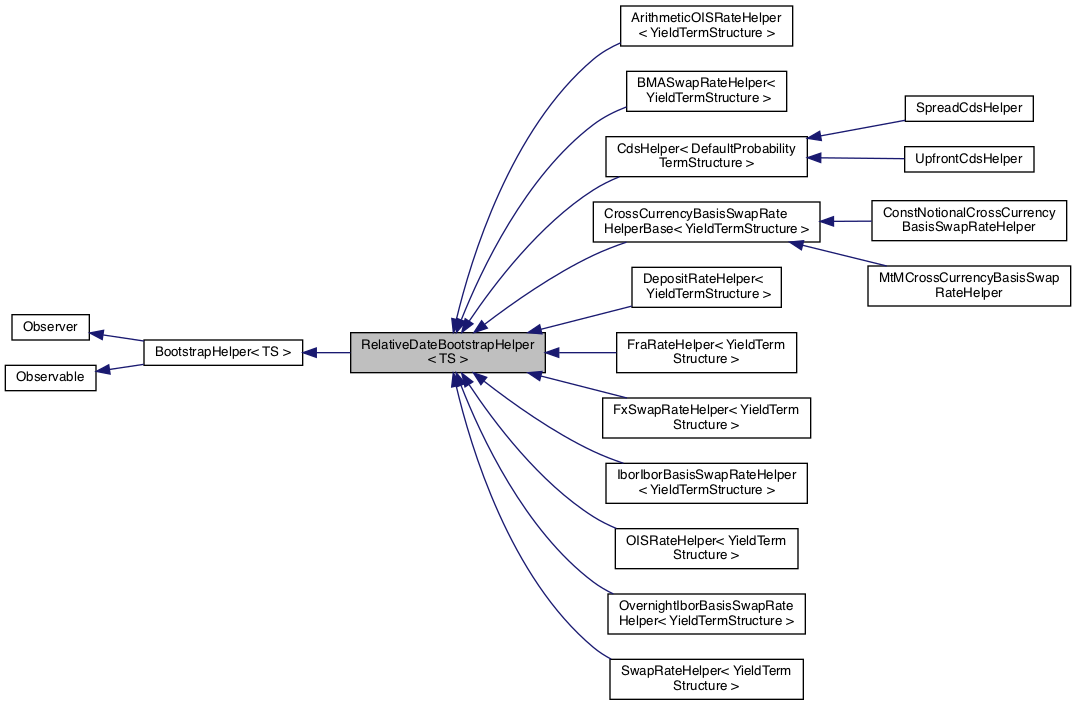 Observer
Observable
BootstrapHelper< TS >
RelativeDateBootstrapHelper
< TS >
ArithmeticOISRateHelper
< YieldTermStructure >
BMASwapRateHelper<
YieldTermStructure >
CdsHelper< DefaultProbability
TermStructure >
SpreadCdsHelper
UpfrontCdsHelper
CrossCurrencyBasisSwapRate
HelperBase< YieldTermStructure >
ConstNotionalCrossCurrency
BasisSwapRateHelper
MtMCrossCurrencyBasisSwap
RateHelper
DepositRateHelper<
YieldTermStructure >
FraRateHelper< YieldTerm
Structure >
FxSwapRateHelper< YieldTerm
Structure >
IborIborBasisSwapRateHelper
< YieldTermStructure >
OISRateHelper< YieldTerm
Structure >
OvernightIborBasisSwapRate
Helper< YieldTermStructure >
SwapRateHelper< YieldTerm
Structure >